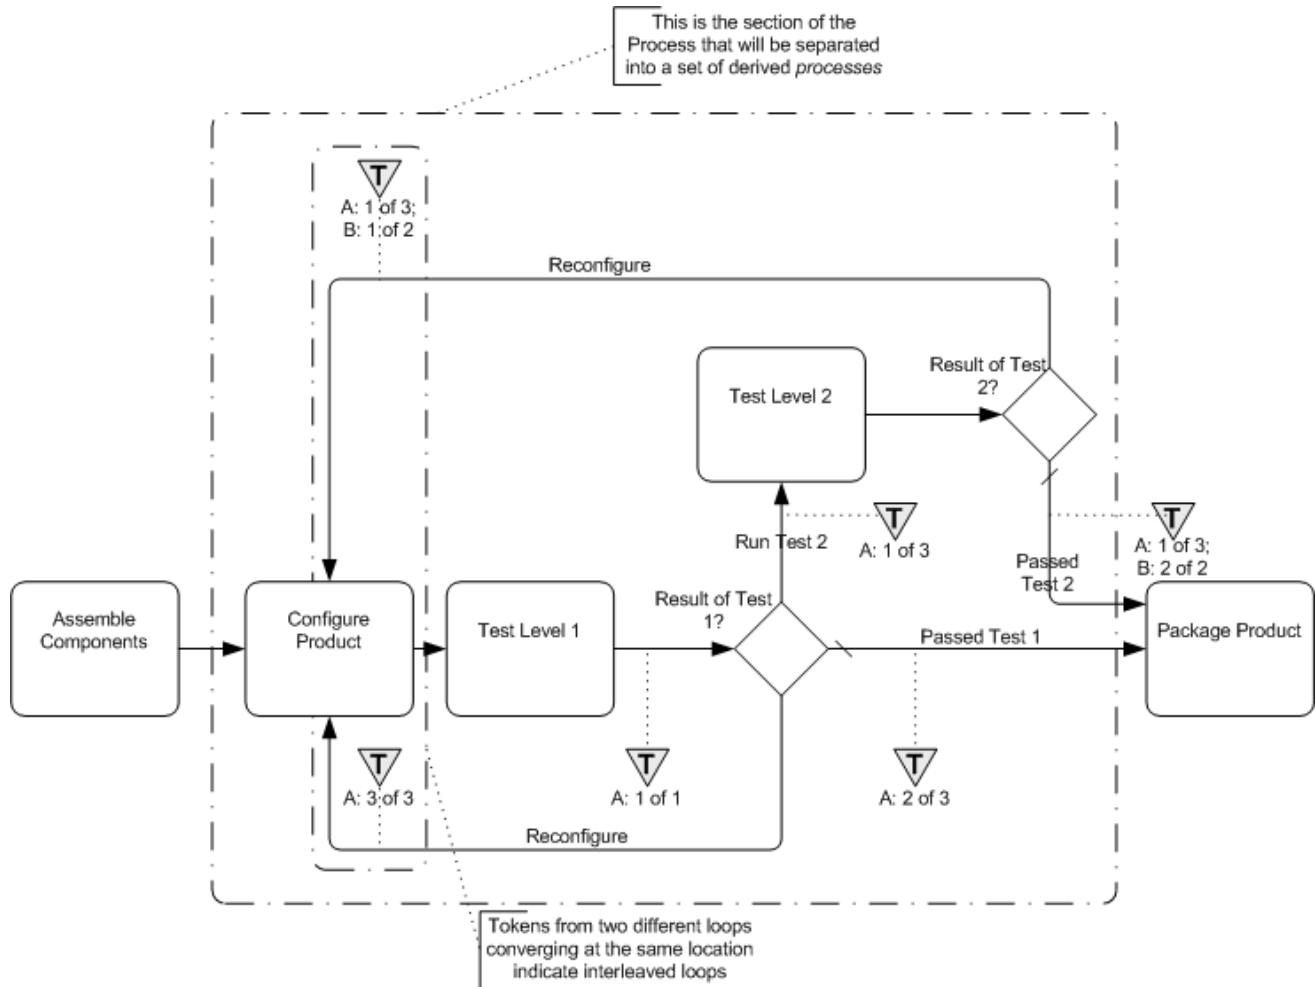 This is the section of the
Process that will be separated
into a set of derived processes
T
A: 1 of 3;
B: 1 of 2
Reconfigure
Test Level 2
Result of Test
2?
T
A: 1 of 3
Run Test 2
T
A: 1 of 3;
B: 2 of 2
Passed
Test 2
Assemble
Components
Configure
Product
Test Level 1
Result of Test
1?
Passed Test 1
Package Product
T
A: 3 of 3
T
A: 1 of 1
T
A: 2 of 3
Reconfigure
Tokens from two different loops
converging at the same location
indicate interleaved loops